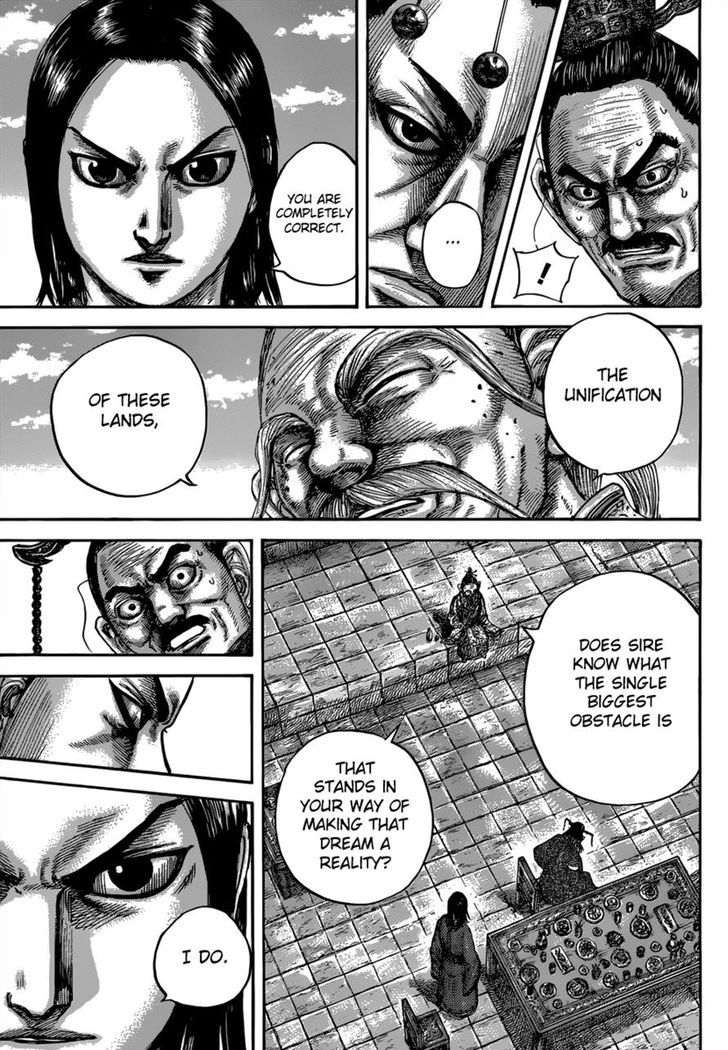 !
...
YOU ARE
COMPLETELY
CORRECT.
THE
UNIFICATION
OF THESE
LANDS,
DOES SIRE
KNOW WHAT
THE SINGLE
BIGGEST
OBSTACLE IS
THAT
STANDS IN
YOUR WAY OF
MAKING THAT
DREAM A
REALITY?
I DO.